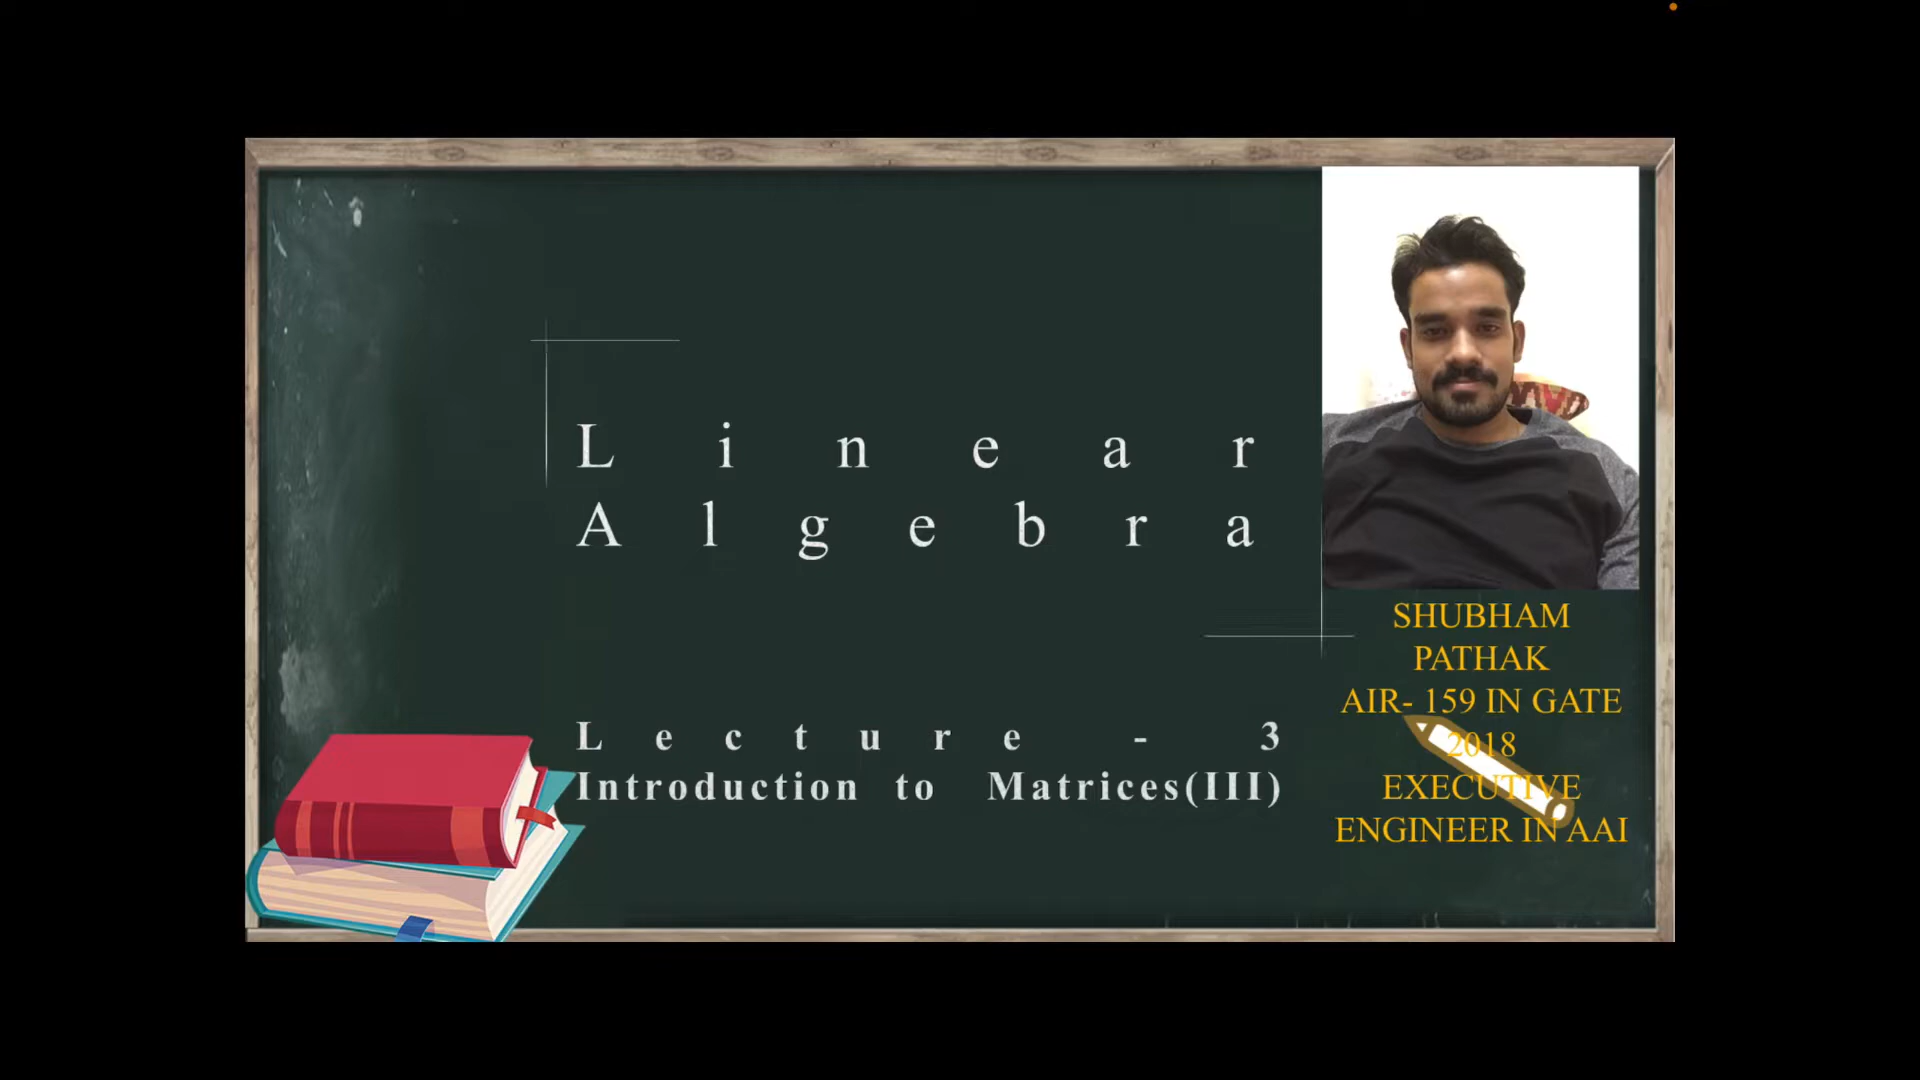 Linear
Algebra
Lecture - 3
Introduction to Matrices(III)
SHUBHAM
PATHAK
AIR- 159 IN GATE
2018
EXECUTIVE
ENGINEER IN AAI